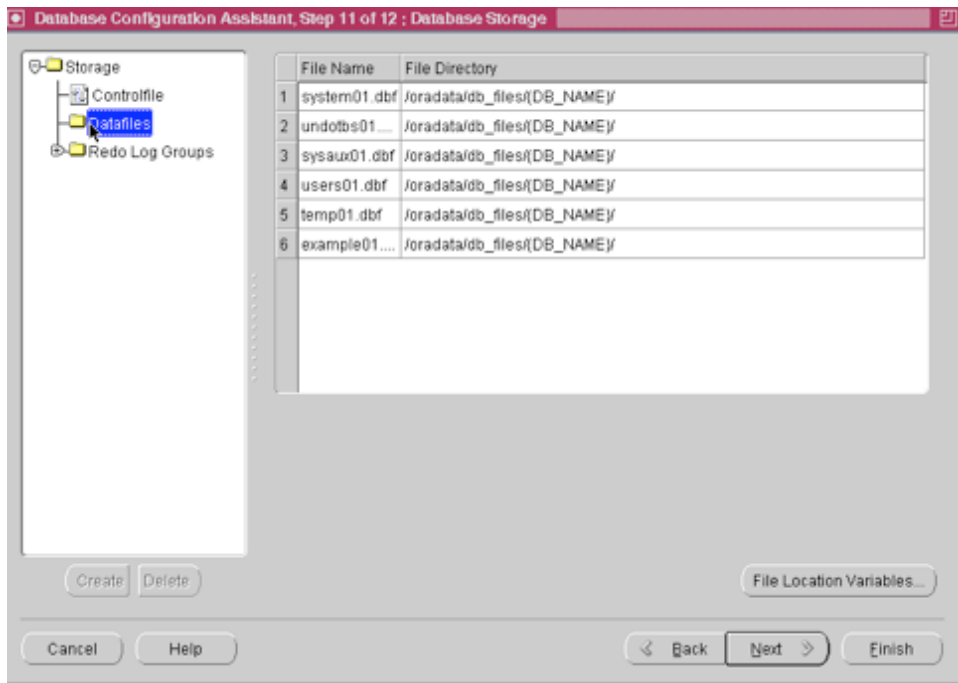 Database Configuration Assistant, Step 11 of 12 ; Database Storage
Storage
Controlfile
Datafiles
Redo Log Groups
File Name File Directory
1 system01.dbf /oradata/db_files/{DB_NAME}/
2 undotbs01.... /oradata/db_files/{DB_NAME}/
3 sysaux01.dbf /oradata/db_files/{DB_NAME}/
4 users01.dbf /oradata/db_files/{DB_NAME}/
5 temp01.dbf /oradata/db_files/{DB_NAME}/
6 example01.... /oradata/db_files/{DB_NAME}/
Create Delete
File Location Variables...
Cancel Help Back Next Finish